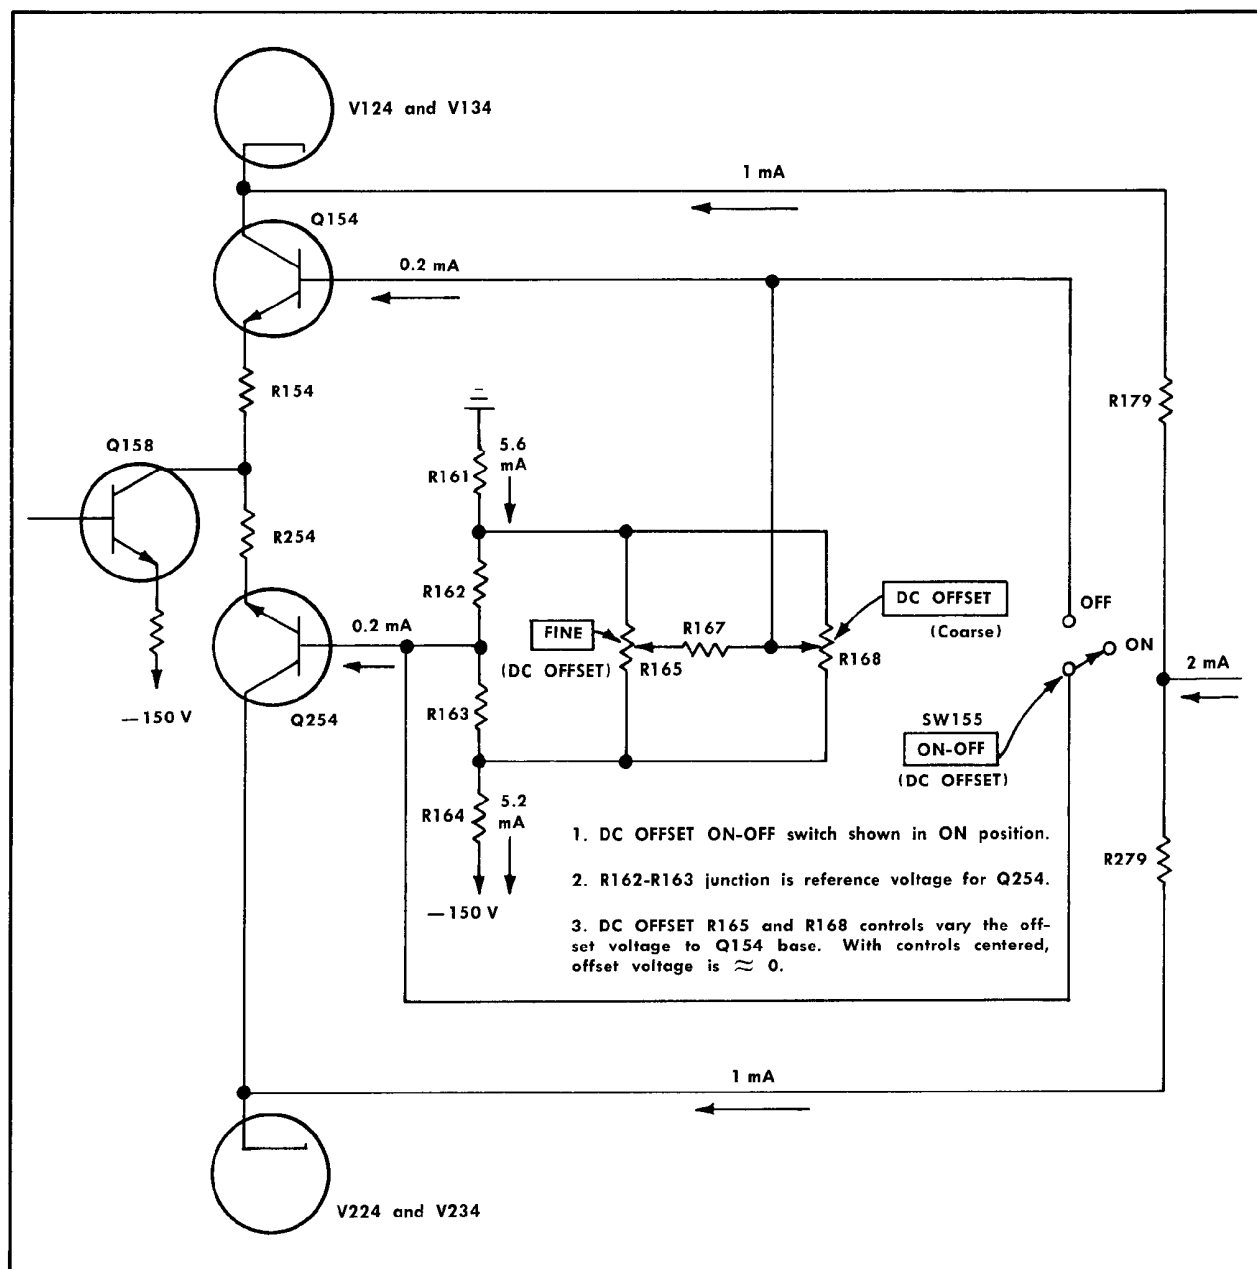 V124 and V134
1 mA
Q154
0.2 mA
R154
R179
Q158
5.6
mA
R161
R254
R162
DC OFFSET
(Coarse)
OFF
0.2 mA
FINE
R167
(DC OFFSET)
R165
R168
ON
2 mA
—150 V
Q254
R163
SW155
ON-OFF
(DC OFFSET)
R164
5.2
mA
—150 V
R279
1. DC OFFSET ON-OFF switch shown in ON position.
2. R162-R163 junction is reference voltage for Q254.
3. DC OFFSET R165 and R168 controls vary the off-
set voltage to Q154 base. With controls centered,
offset voltage is ≈ 0.
1 mA
V224 and V234